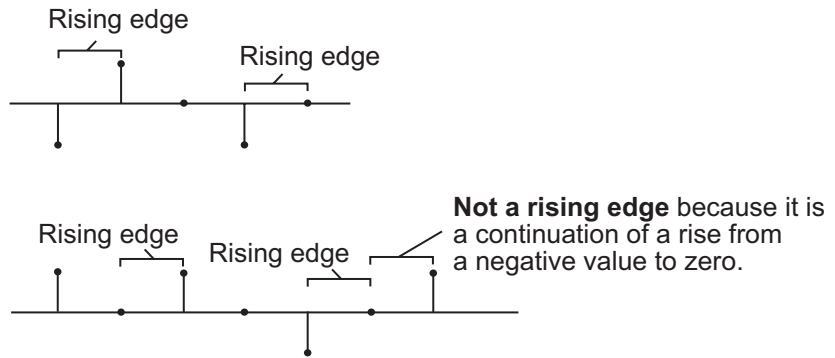 Rising edge
Rising edge
Not a rising edge because it is
a continuation of a rise from
a negative value to zero.
Rising edge
Rising edge